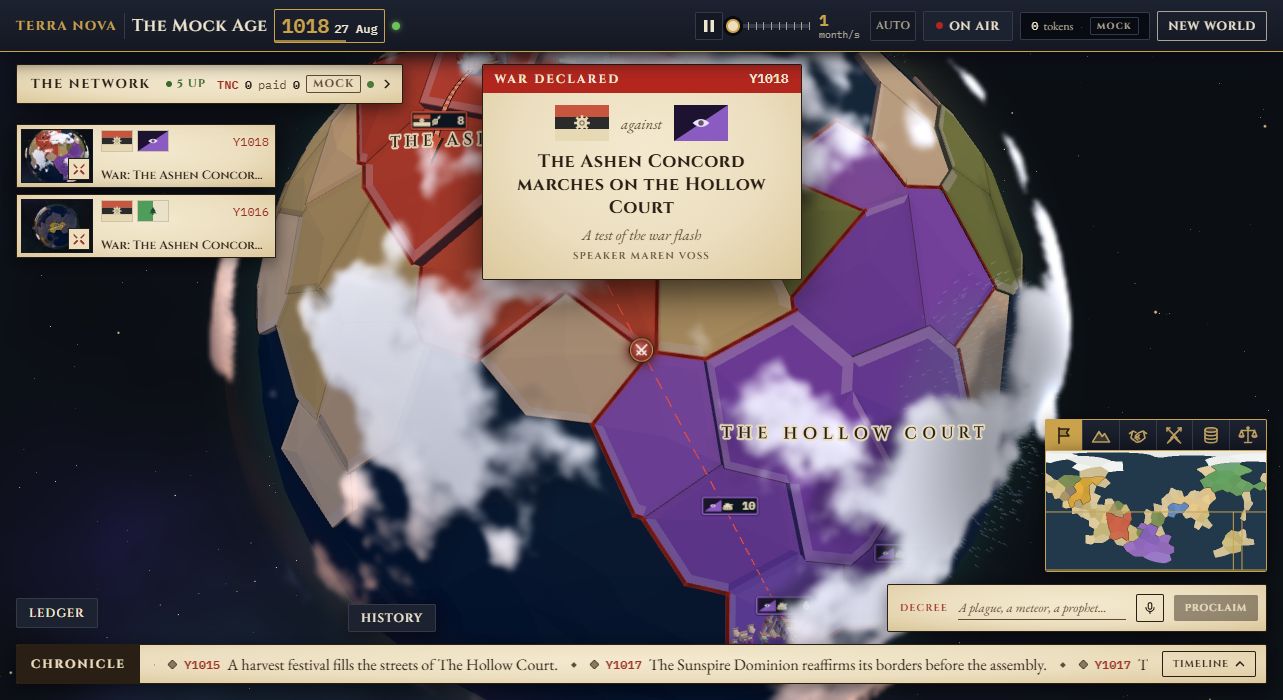 TERRA NOVA
THE MOCK AGE
1018 27 Aug
1
month/s
AUTO
ON AIR
0 tokens · MOCK
NEW WORLD
THE NETWORK
5 UP
TNC 0 paid 0
MOCK
Y1018
WAR: THE ASHEN CONCOR...
Y1016
WAR: THE ASHEN CONCOR...
8
THE ASH
WAR DECLARED
Y1018
against
THE ASHEN CONCORD
MARCHES ON THE HOLLOW
COURT
A test of the war flash
SPEAKER MAREN VOSS
THE HOLLOW COURT
10
DECREE
A plague, a meteor, a prophet...
PROCLAIM
LEDGER
HISTORY
CHRONICLE
Y1015 A harvest festival fills the streets of The Hollow Court.
Y1017 The Sunspire Dominion reaffirms its borders before the assembly.
Y1017 T
TIMELINE